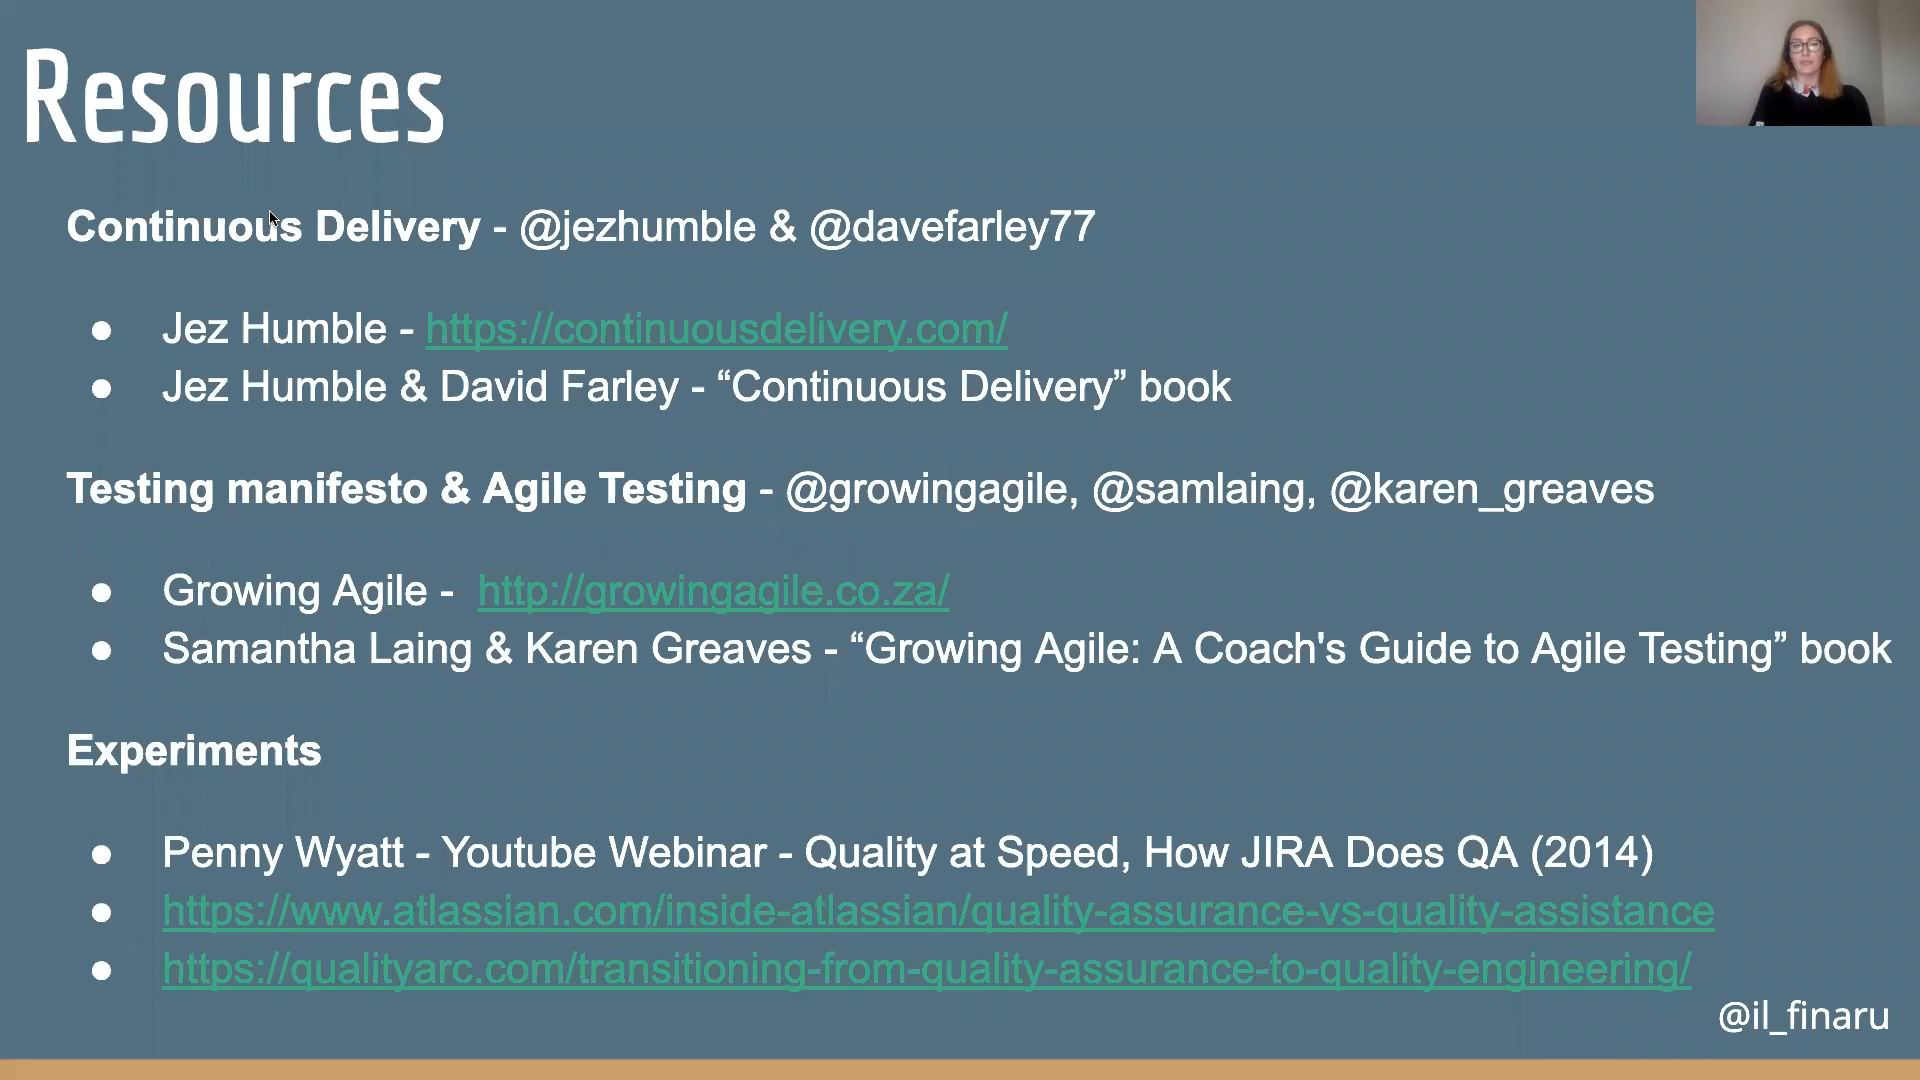 Resources
Continuous Delivery - @jezhumble & @davefarley77
● Jez Humble - https://continuousdelivery.com/
● Jez Humble & David Farley - “Continuous Delivery” book
Testing manifesto & Agile Testing - @growingagile, @samlaing, @karen_greaves
● Growing Agile - http://growingagile.co.za/
● Samantha Laing & Karen Greaves - “Growing Agile: A Coach's Guide to Agile Testing” book
Experiments
● Penny Wyatt - Youtube Webinar - Quality at Speed, How JIRA Does QA (2014)
● https://www.atlassian.com/inside-atlassian/quality-assurance-vs-quality-assistance
● https://qualityarc.com/transitioning-from-quality-assurance-to-quality-engineering/
@il_finaru